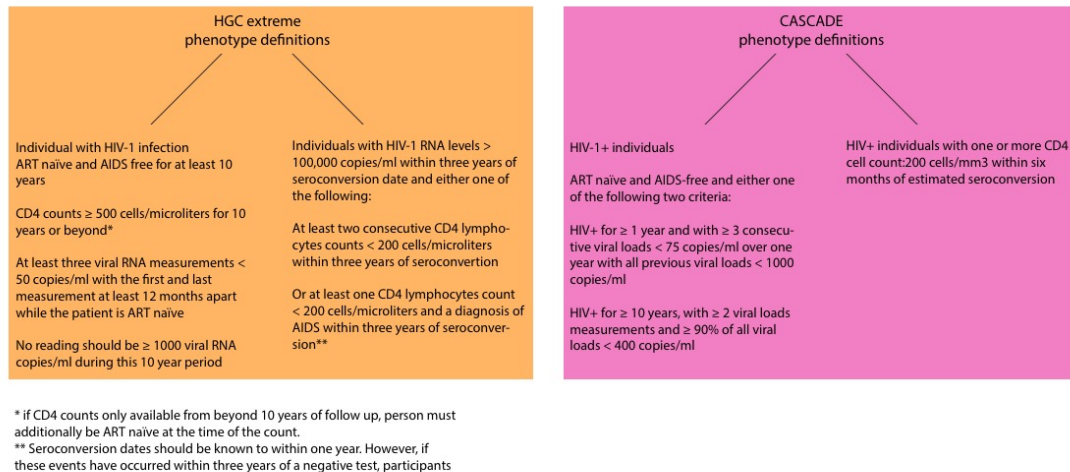 HGC extreme
phenotype definitions
Individual with HIV-1 infection
ART naïve and AIDS free for at least 10
years
CD4 counts ≥ 500 cells/microliters for 10
years or beyond*
At least three viral RNA measurements <
50 copies/ml with the first and last
measurement at least 12 months apart
while the patient is ART naïve
No reading should be ≥ 1000 viral RNA
copies/ml during this 10 year period
Individuals with HIV-1 RNA levels >
100,000 copies/ml within three years of
seroconversion date and either one of
the following:
At least two consecutive CD4 lympho-
cytes counts < 200 cells/microliters
within three years of seroconvertion
Or at least one CD4 lymphocytes count
< 200 cells/microliters and a diagnosis of
AIDS within three years of seroconver-
sion**
CASCADE
phenotype definitions
HIV-1+ individuals
ART naïve and AIDS-free and either one
of the following two criteria:
HIV+ for ≥ 1 year and with ≥ 3 consecu-
tive viral loads < 75 copies/ml over one
year with all previous viral loads < 1000
copies/ml
HIV+ for ≥ 10 years, with ≥ 2 viral loads
measurements and ≥ 90% of all viral
loads < 400 copies/ml
HIV+ individuals with one or more CD4
cell count:200 cells/mm3 within six
months of estimated seroconversion
* if CD4 counts only available from beyond 10 years of follow up, person must
additionally be ART naïve at the time of the count.
** Seroconversion dates should be known to within one year. However, if
these events have occurred within three years of a negative test, participants